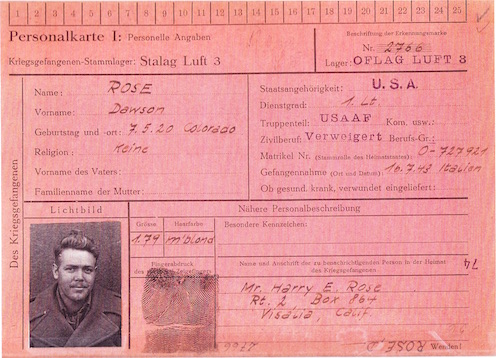 1 2 3 4 5 6 7 8 9 10 11 12 13 14 15 16 17 18 19 20 21 22 23 24 25
Personalkarte I: Personelle Angaben
Kriegsgefangenen-Stammlager: Stalag Luft 3
Beschriftung der Erkennungsmarke
Nr. 2766
Lager: OFLAG LUFT 3
Des Kriegsgefangenen
Name: ROSE
Vorname: Dawson
Geburtstag und -ort: 7.5.20 Colorado
Religion: Keine
Vorname des Vaters:
Familienname der Mutter:
Staatsangehörigkeit: U.S.A.
Dienstgrad: 1. Lt.
Truppenteil: USAAF Kom. usw.:
Zivilberuf: Verweigert Berufs-Gr.:
Matrikel Nr. (Stammrolle des Heimatstaates): O-727921
Gefangennahme (Ort und Datum): 10.7.43 Italien
Ob gesund, krank, verwundet eingeliefert:
Lichtbild
Nähere Personalbeschreibung
Grösse
Haarfarbe
Besondere Kennzeichen:
1.74
m'blond
Fingerabdruck
Name und Anschrift der zu benachrichtigenden Person in der Heimat
des Kriegsgefangenen
74
Mr. Harry E. Rose
Rt. 2 Box 864
Visalia, Calif.
ROSE
Wenden!